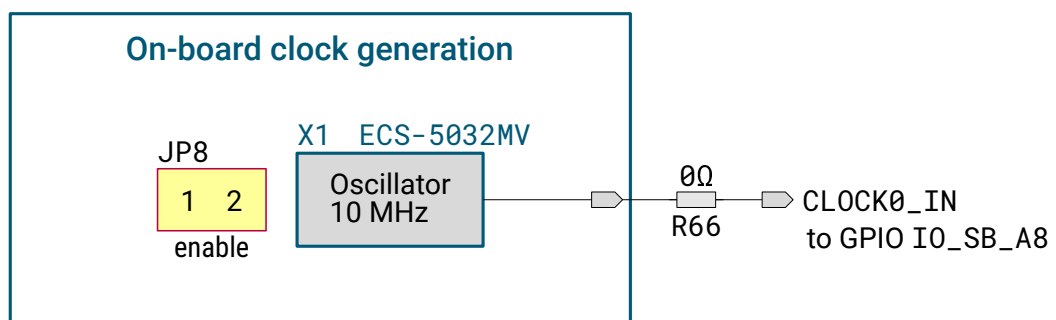 On-board clock generation
X1 ECS-5032MV
JP8
1 2
enable
Oscillator
10 MHz
0Ω
R66
CLOCK0_IN
to GPIO IO_SB_A8